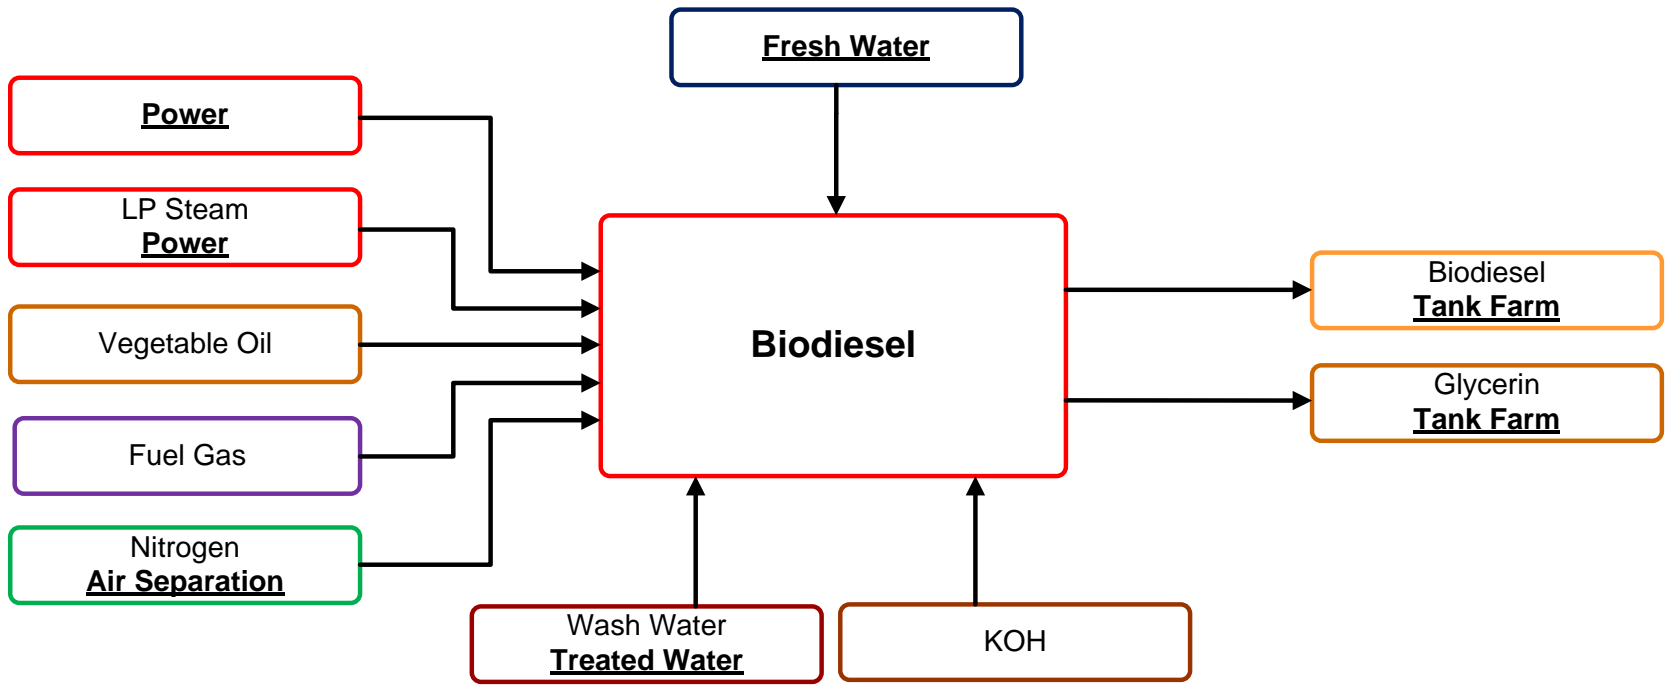 Fresh Water
Power
LP Steam
Power
Vegetable Oil
Fuel Gas
Nitrogen
Air Separation
Biodiesel
Biodiesel
Tank Farm
Glycerin
Tank Farm
Wash Water
Treated Water
KOH